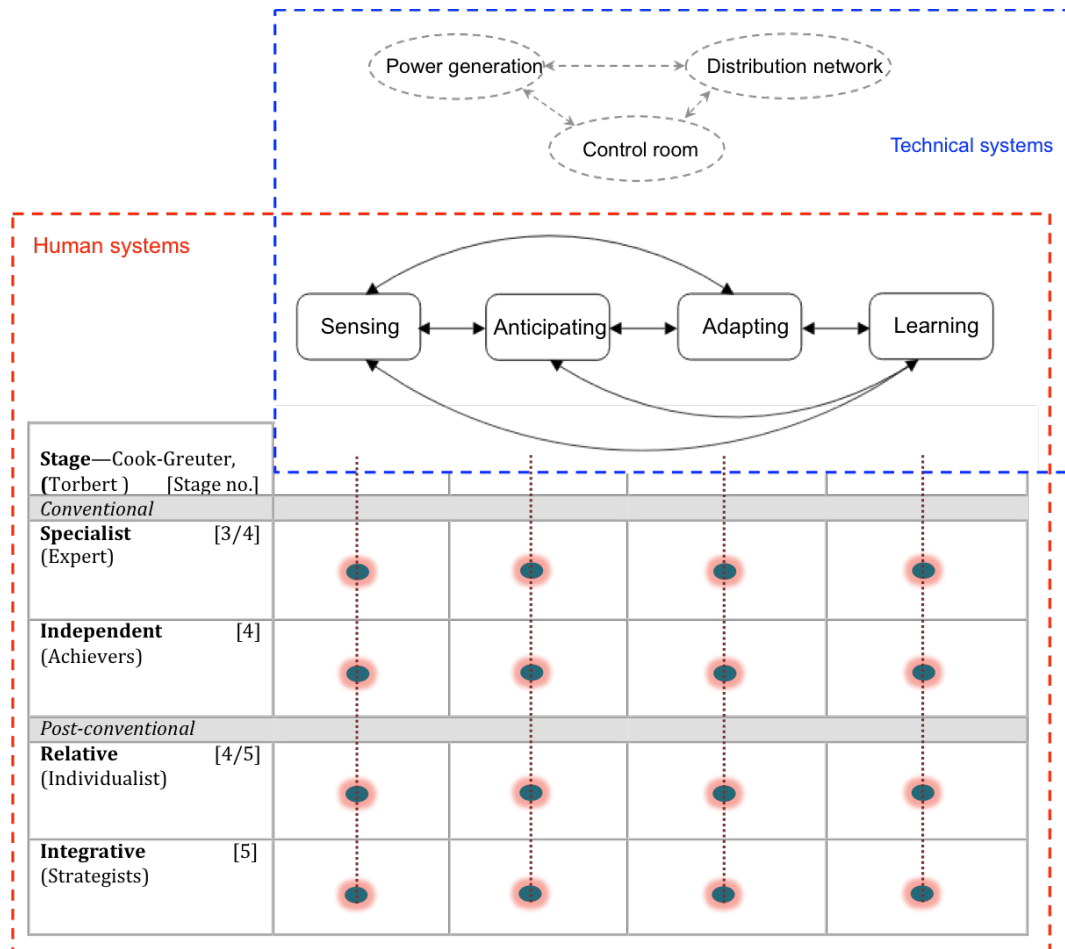 Power generation
Distribution network
Control room
Technical systems
Human systems
Sensing
Anticipating
Adapting
Learning
Stage—Cook-Greuter,
(Torbert ) [Stage no.]
Conventional
Specialist [3/4]
(Expert)
Independent [4]
(Achievers)
Post-conventional
Relative [4/5]
(Individualist)
Integrative [5]
(Strategists)